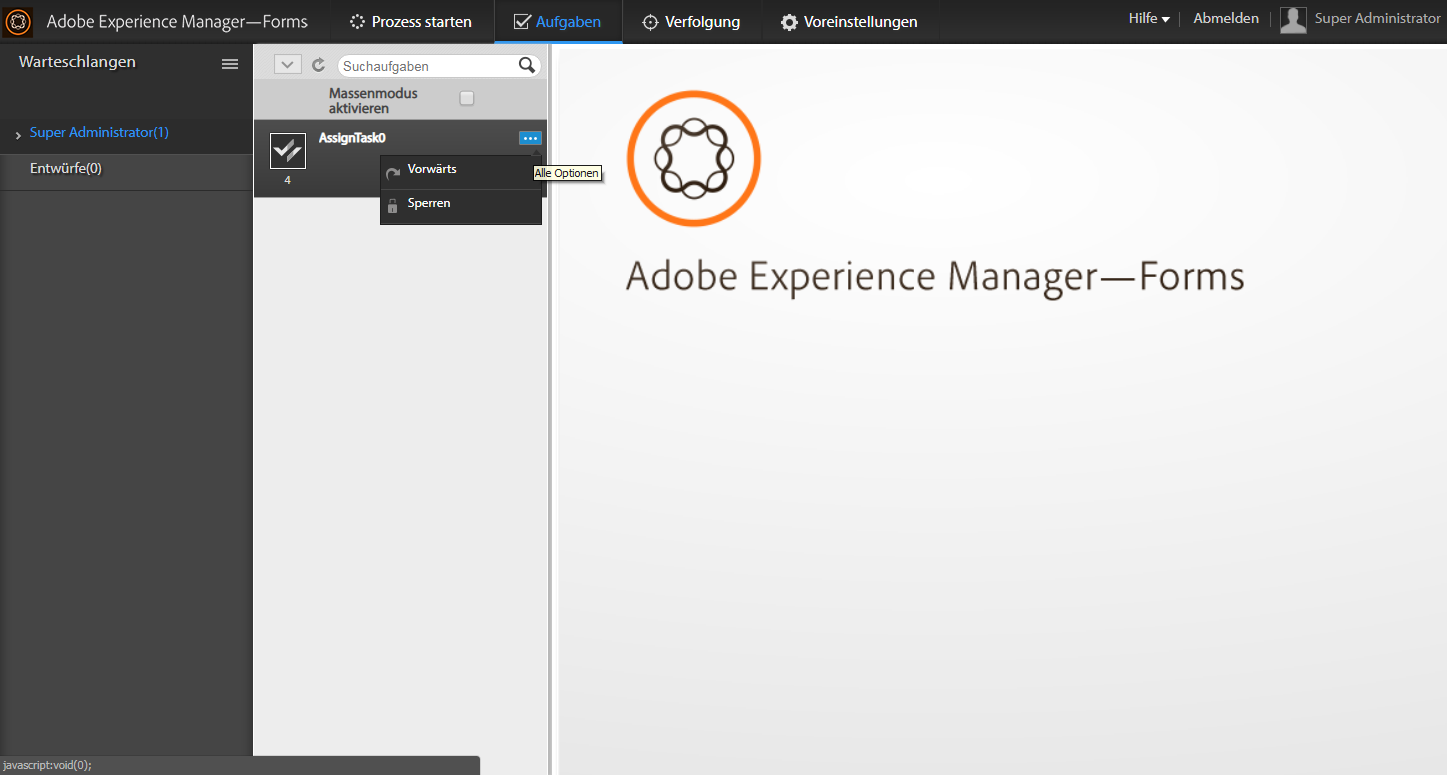 Adobe Experience Manager—Forms
Prozess starten
Aufgaben
Verfolgung
Voreinstellungen
Hilfe
Abmelden
Super Administrator
Warteschlangen
Super Administrator(1)
Entwürfe(0)
Suchaufgaben
Massenmodus
aktivieren
AssignTask0
4
Vorwärts
Sperren
Alle Optionen
Adobe Experience Manager—Forms
javascript:void(0);